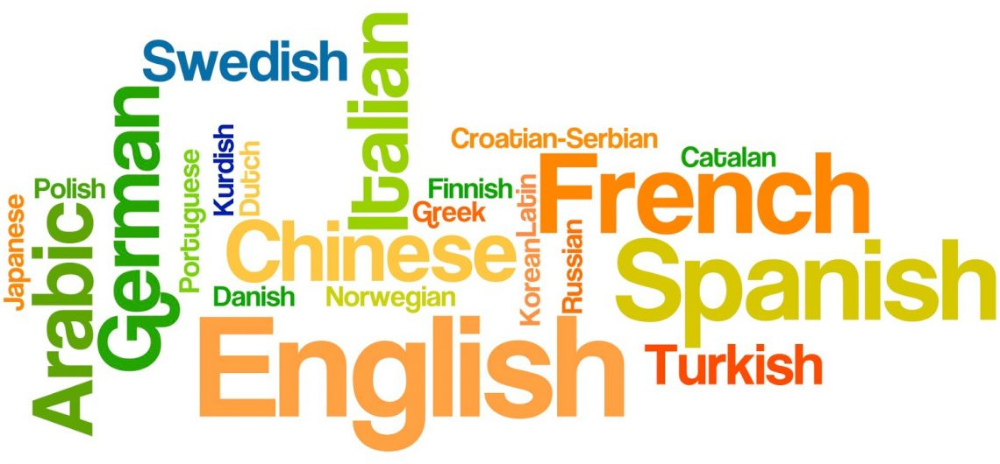 Swedish
Italian
German
Croatian-Serbian
Kurdish
Dutch
Catalan
Portuguese
Polish
French
Finnish
Latin
Greek
Japanese
Arabic
Chinese
Korean
Russian
Spanish
Danish
Norwegian
English
Turkish